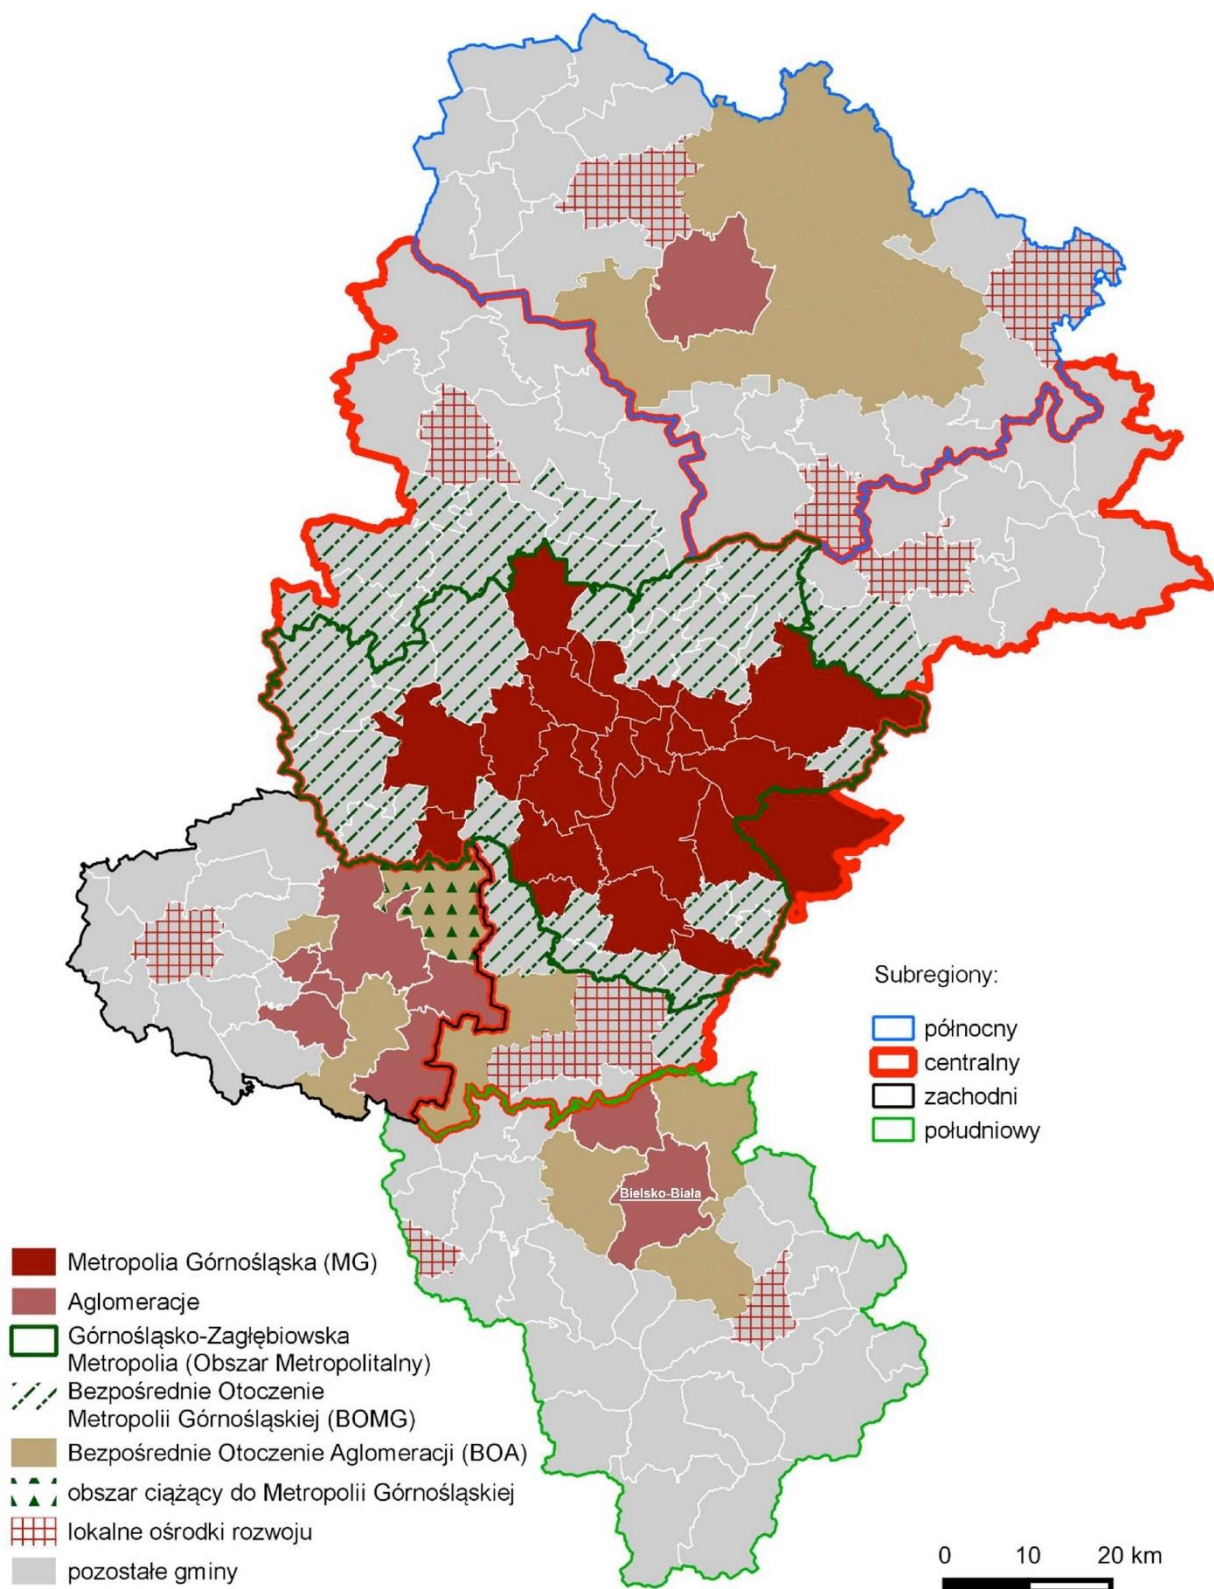 Subregiony:
północny
centralny
zachodni
południowy
Bielsko-Biała
Metropolia Górnośląska (MG)
Aglomeracje
Górnośląsko-Zagłębiowska
Metropolia (Obszar Metropolitalny)
Bezpośrednie Otoczenie
Metropolii Górnośląskiej (BOMG)
Bezpośrednie Otoczenie Aglomeracji (BOA)
obszar ciążący do Metropolii Górnośląskiej
lokalne ośrodki rozwoju
pozostałe gminy
0 10 20 km